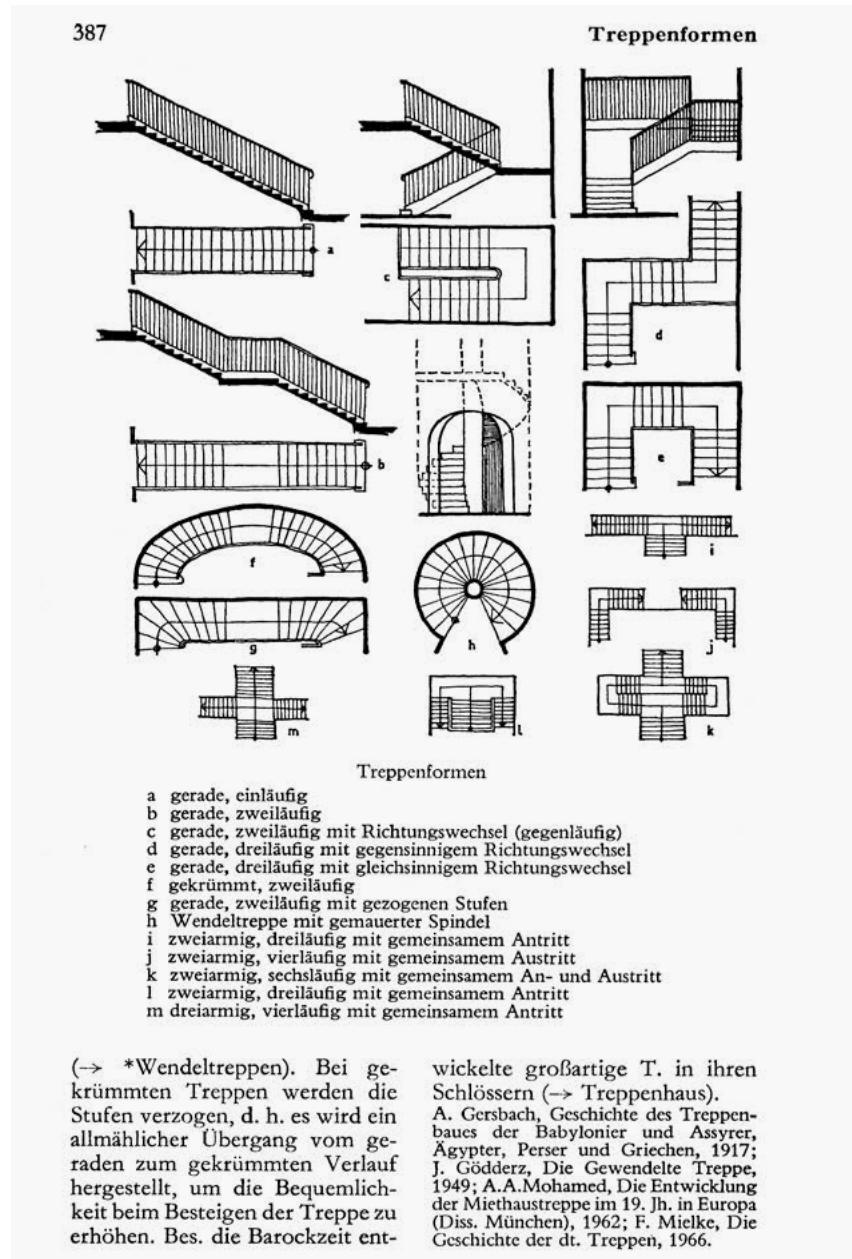 387
Treppenformen
a
c
d
b
e
f
i
g
h
j
m
l
k
Treppenformen
a gerade, einläufig
b gerade, zweiläufig
c gerade, zweiläufig mit Richtungswechsel (gegenläufig)
d gerade, dreiläufig mit gegensinnigem Richtungswechsel
e gerade, dreiläufig mit gleichsinnigem Richtungswechsel
f gekrümmt, zweiläufig
g gerade, zweiläufig mit gezogenen Stufen
h Wendeltreppe mit gemauerter Spindel
i zweiarmig, dreiläufig mit gemeinsamem Antritt
j zweiarmig, vierläufig mit gemeinsamem Austritt
k zweiarmig, sechsläufig mit gemeinsamem An- und Austritt
l zweiarmig, dreiläufig mit gemeinsamem Antritt
m dreiarmig, vierläufig mit gemeinsamem Antritt
(→ *Wendeltreppen). Bei ge-
krümmten Treppen werden die
Stufen verzogen, d. h. es wird ein
allmählicher Übergang vom ge-
raden zum gekrümmten Verlauf
hergestellt, um die Bequemlich-
keit beim Besteigen der Treppe zu
erhöhen. Bes. die Barockzeit ent-
wickelte großartige T. in ihren
Schlössern (→ Treppenhaus).
A. Gersbach, Geschichte des Treppen-
baues der Babylonier und Assyrer,
Ägypter, Perser und Griechen, 1917;
J. Gödderz, Die Gewendelte Treppe,
1949; A.A.Mohamed, Die Entwicklung
der Miethaustreppe im 19. Jh. in Europa
(Diss. München), 1962; F. Mielke, Die
Geschichte der dt. Treppen, 1966.